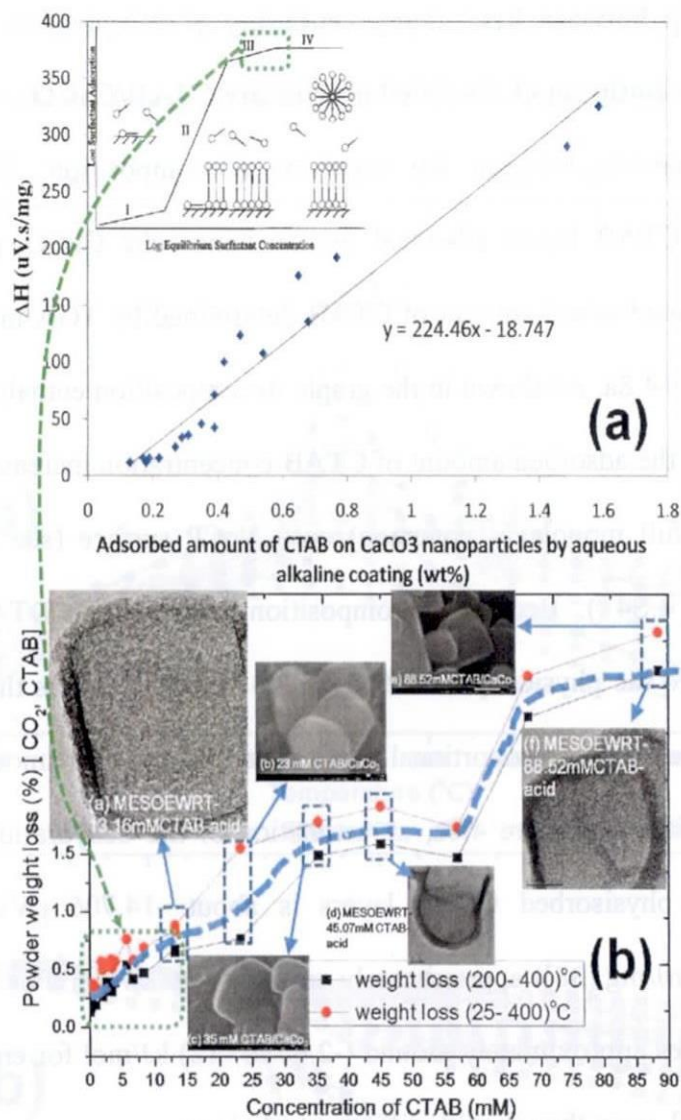 400
350
300
250
200
150
100
50
0
ΔH (uV.s/mg)
Log Surfactant Adsorption
I
II
III
IV
Log Equilibrium Surfactant Concentration
y = 224.46x - 18.747
(a)
0 0.2 0.4 0.6 0.8 1 1.2 1.4 1.6 1.8
Adsorbed amount of CTAB on CaCO3 nanoparticles by aqueous
alkaline coating (wt%)
Powder weight loss (%) [ CO2, CTAB]
1.5
1.0
0.5
0.0
(a) MESOEWRT-
13.16mMCTAB-acid
(b) 23 mM CTAB/CaCo
(e) 88.52mMCTAB/CaCo
(f) MESOEWRT-
88.52mMCTAB-
acid
(d) MESOEWRT-
45.07mM CTAB-
acid
(c) 35 mM CTAB/CaCo
(b)
weight loss (200- 400)°C
weight loss (25- 400)°C
0 5 10 15 20 25 30 35 40 45 50 55 60 65 70 75 80 85 90
Concentration of CTAB (mM)